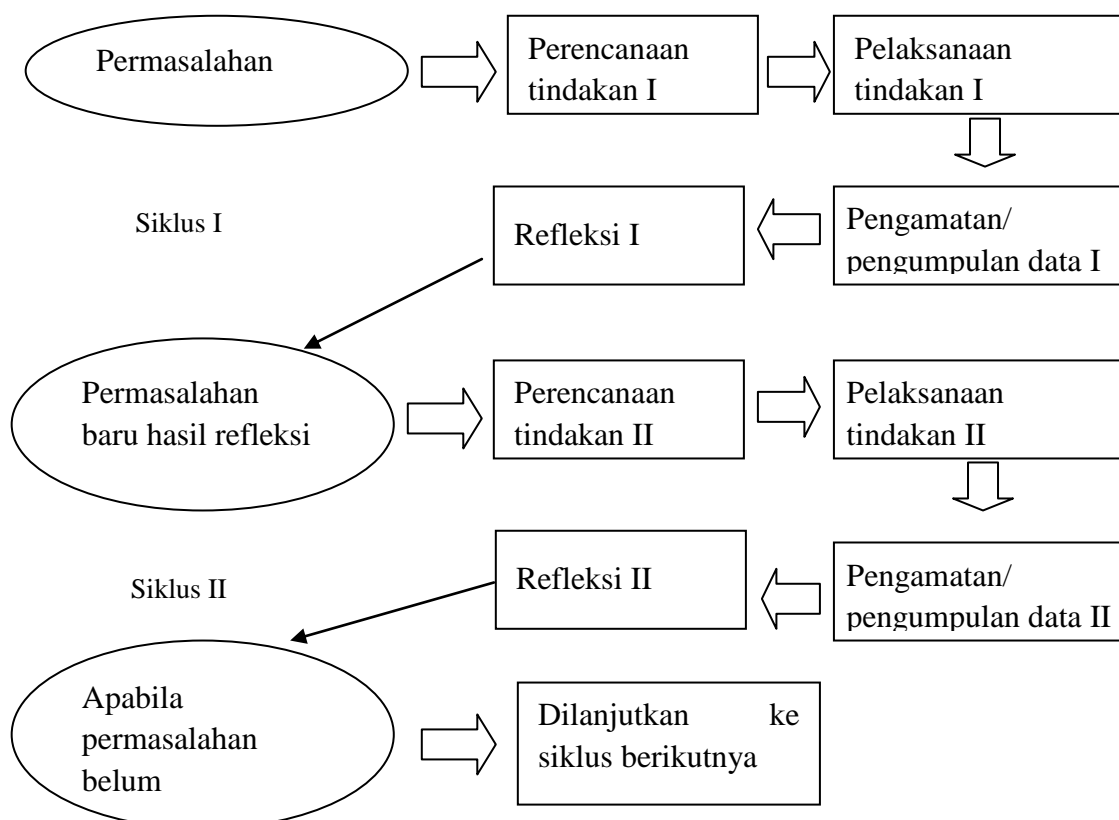 Permasalahan
Perencanaan
tindakan I
Pelaksanaan
tindakan I
Siklus I
Refleksi I
Pengamatan/
pengumpulan data I
Permasalahan
baru hasil refleksi
Perencanaan
tindakan II
Pelaksanaan
tindakan II
Siklus II
Refleksi II
Pengamatan/
pengumpulan data II
Apabila
permasalahan
belum
Dilanjutkan ke
siklus berikutnya